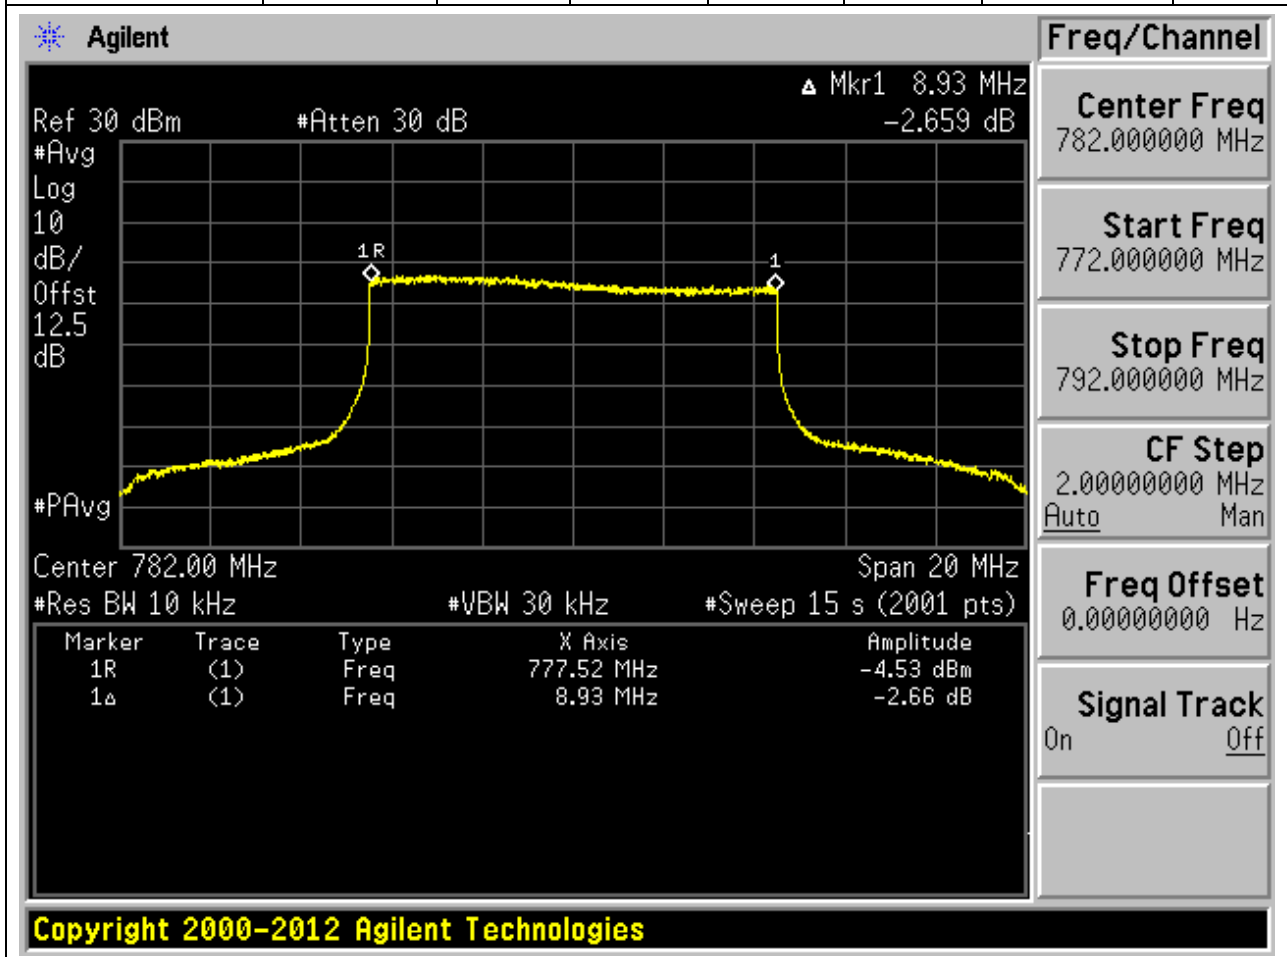 Agilent
Freq/Channel
Δ Mkr1 8.93 MHz
Ref 30 dBm #Atten 30 dB -2.659 dB
#Avg
Log
10
dB/
Offst
12.5
dB
1R
1
#PAvg
Center 782.00 MHz Span 20 MHz
#Res BW 10 kHz #VBW 30 kHz #Sweep 15 s (2001 pts)
Marker Trace Type X Axis Amplitude
1R (1) Freq 777.52 MHz -4.53 dBm
1Δ (1) Freq 8.93 MHz -2.66 dB
Center Freq
782.000000 MHz
Start Freq
772.000000 MHz
Stop Freq
792.000000 MHz
CF Step
2.00000000 MHz
Auto Man
Freq Offset
0.00000000 Hz
Signal Track
On Off
Copyright 2000-2012 Agilent Technologies